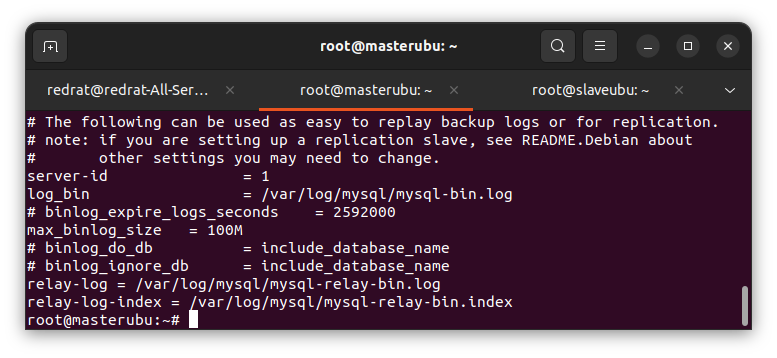 root@masterubu: ~
redrat@redrat-All-Ser... × root@masterubu: ~ × root@slaveubu: ~ ×
# The following can be used as easy to replay backup logs or for replication.
# note: if you are setting up a replication slave, see README.Debian about
#       other settings you may need to change.
server-id               = 1
log_bin                 = /var/log/mysql/mysql-bin.log
# binlog_expire_logs_seconds    = 2592000
max_binlog_size   = 100M
# binlog_do_db          = include_database_name
# binlog_ignore_db      = include_database_name
relay-log = /var/log/mysql/mysql-relay-bin.log
relay-log-index = /var/log/mysql/mysql-relay-bin.index
root@masterubu:~#